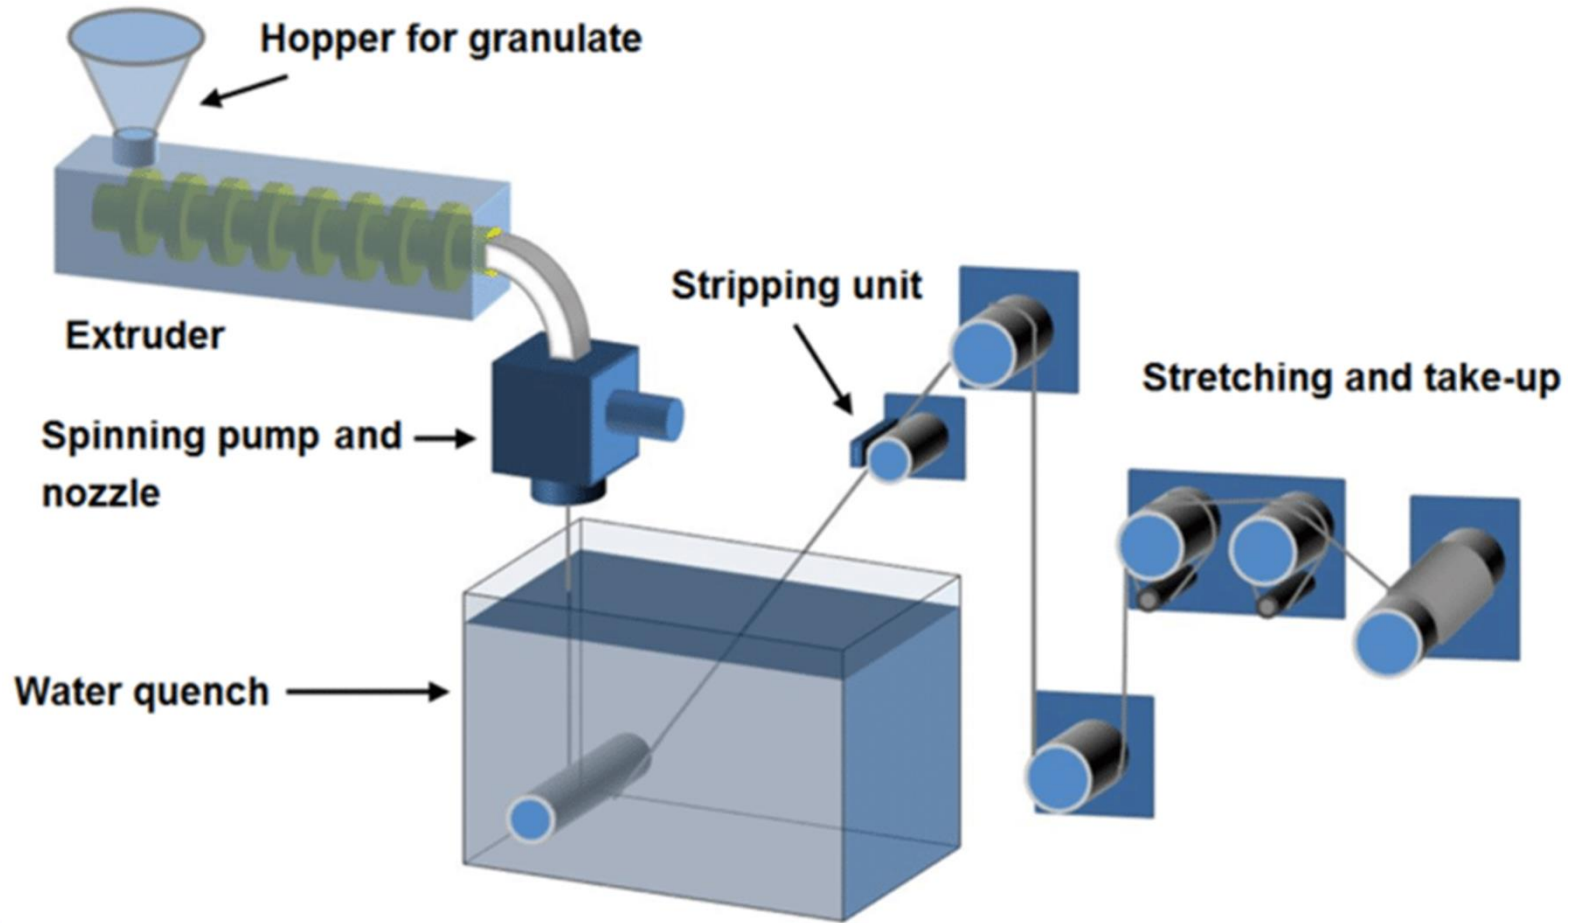 Hopper for granulate
Extruder
Stripping unit
Stretching and take-up
Spinning pump and
nozzle
Water quench